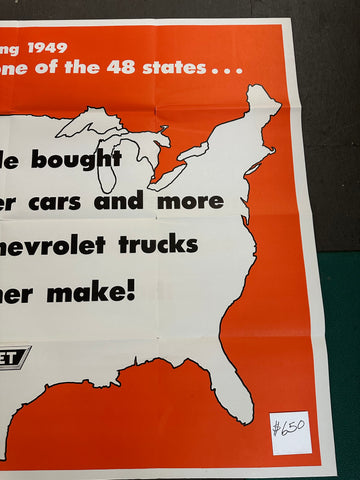 ng 1949
one of the 48 states...
le bought
er cars and more
hevrolet trucks
her make!
ET
#650